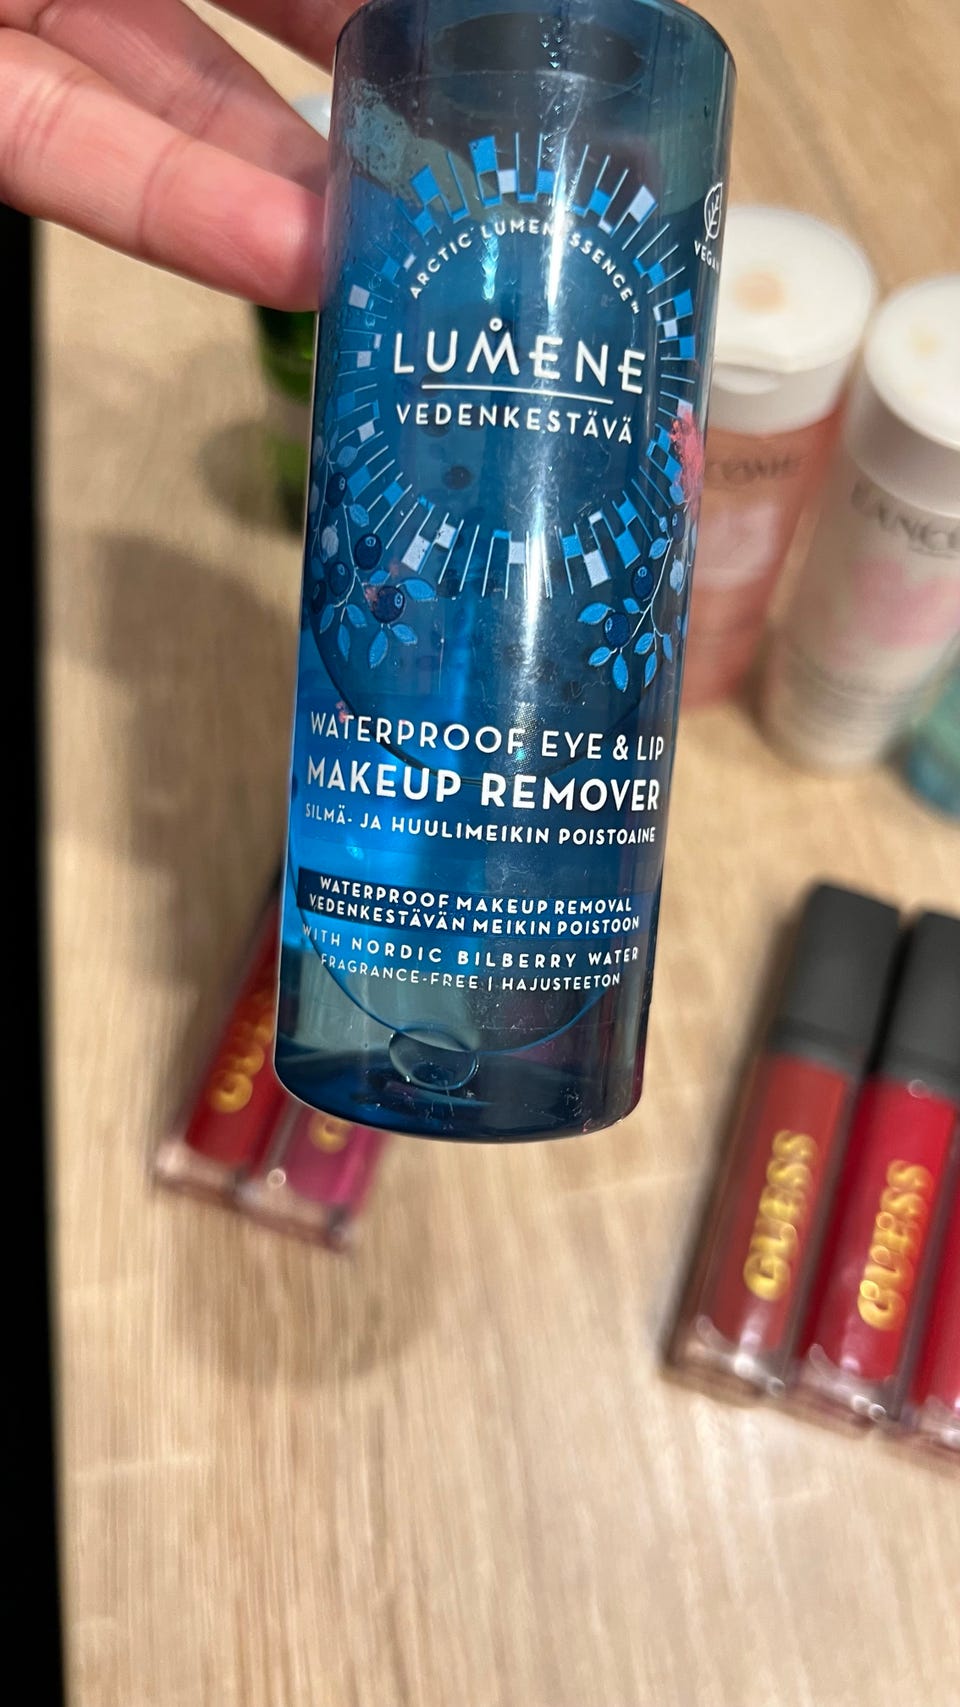 ARCTIC LUMENESSENCE™
VEGAN
LUMENE
VEDENKESTÄVÄ
WATERPROOF EYE & LIP
MAKEUP REMOVER
SILMÄ- JA HUULIMEIKIN POISTOAINE
WATERPROOF MAKEUP REMOVAL
VEDENKESTÄVÄN MEIKIN POISTOON
WITH NORDIC BILBERRY WATER
FRAGRANCE-FREE | HAJUSTEETON
GUESS
GUESS